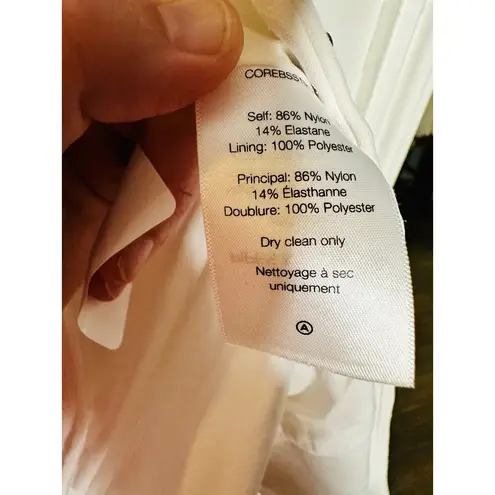 COREBSS
Self: 86% Nylon
14% Elastane
Lining: 100% Polyester
Principal: 86% Nylon
14% Élasthanne
Doublure: 100% Polyester
Dry clean only
Nettoyage à sec
uniquement
A